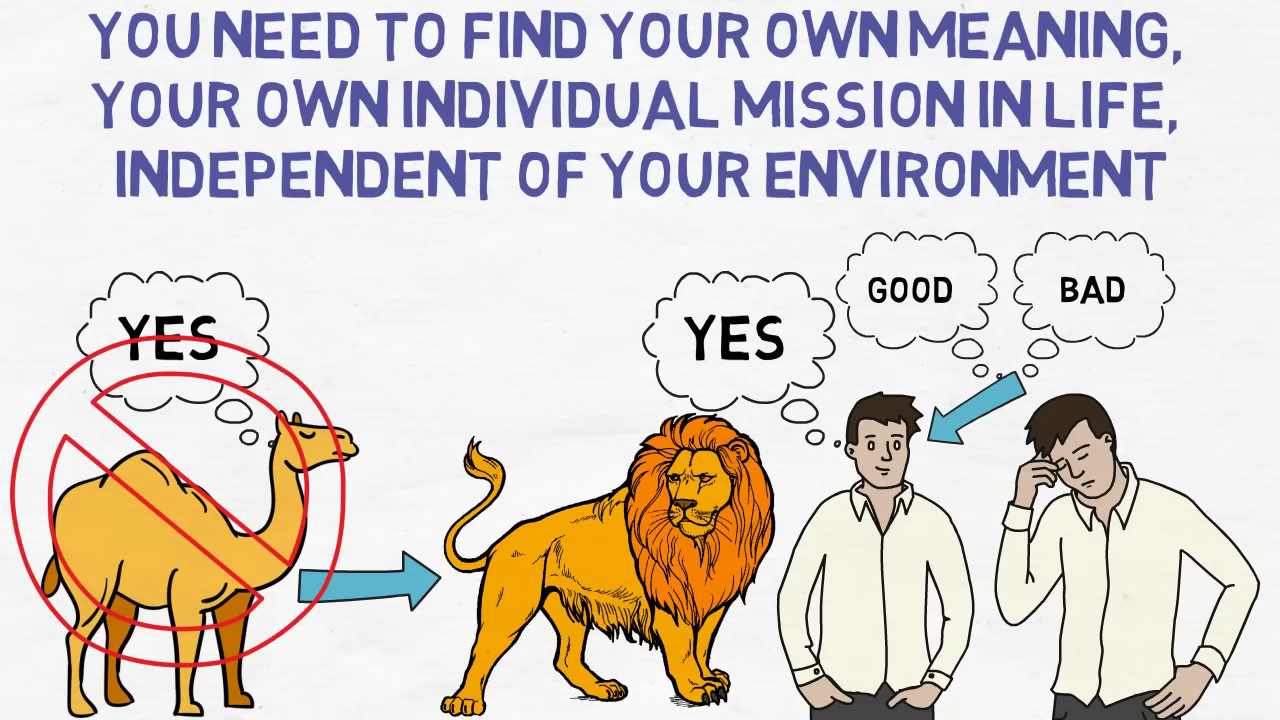 YOU NEED TO FIND YOUR OWN MEANING,
YOUR OWN INDIVIDUAL MISSION IN LIFE,
INDEPENDENT OF YOUR ENVIRONMENT
YES
YES
GOOD
BAD